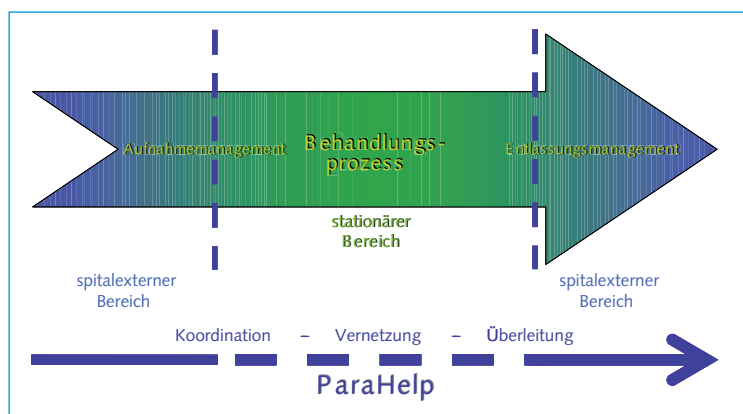 Aufnahmemanagement
Behandlungs-
prozess
Entlassungsmanagement
stationärer
Bereich
spitalexterner
Bereich
spitalexterner
Bereich
Koordination – Vernetzung – Überleitung
ParaHelp